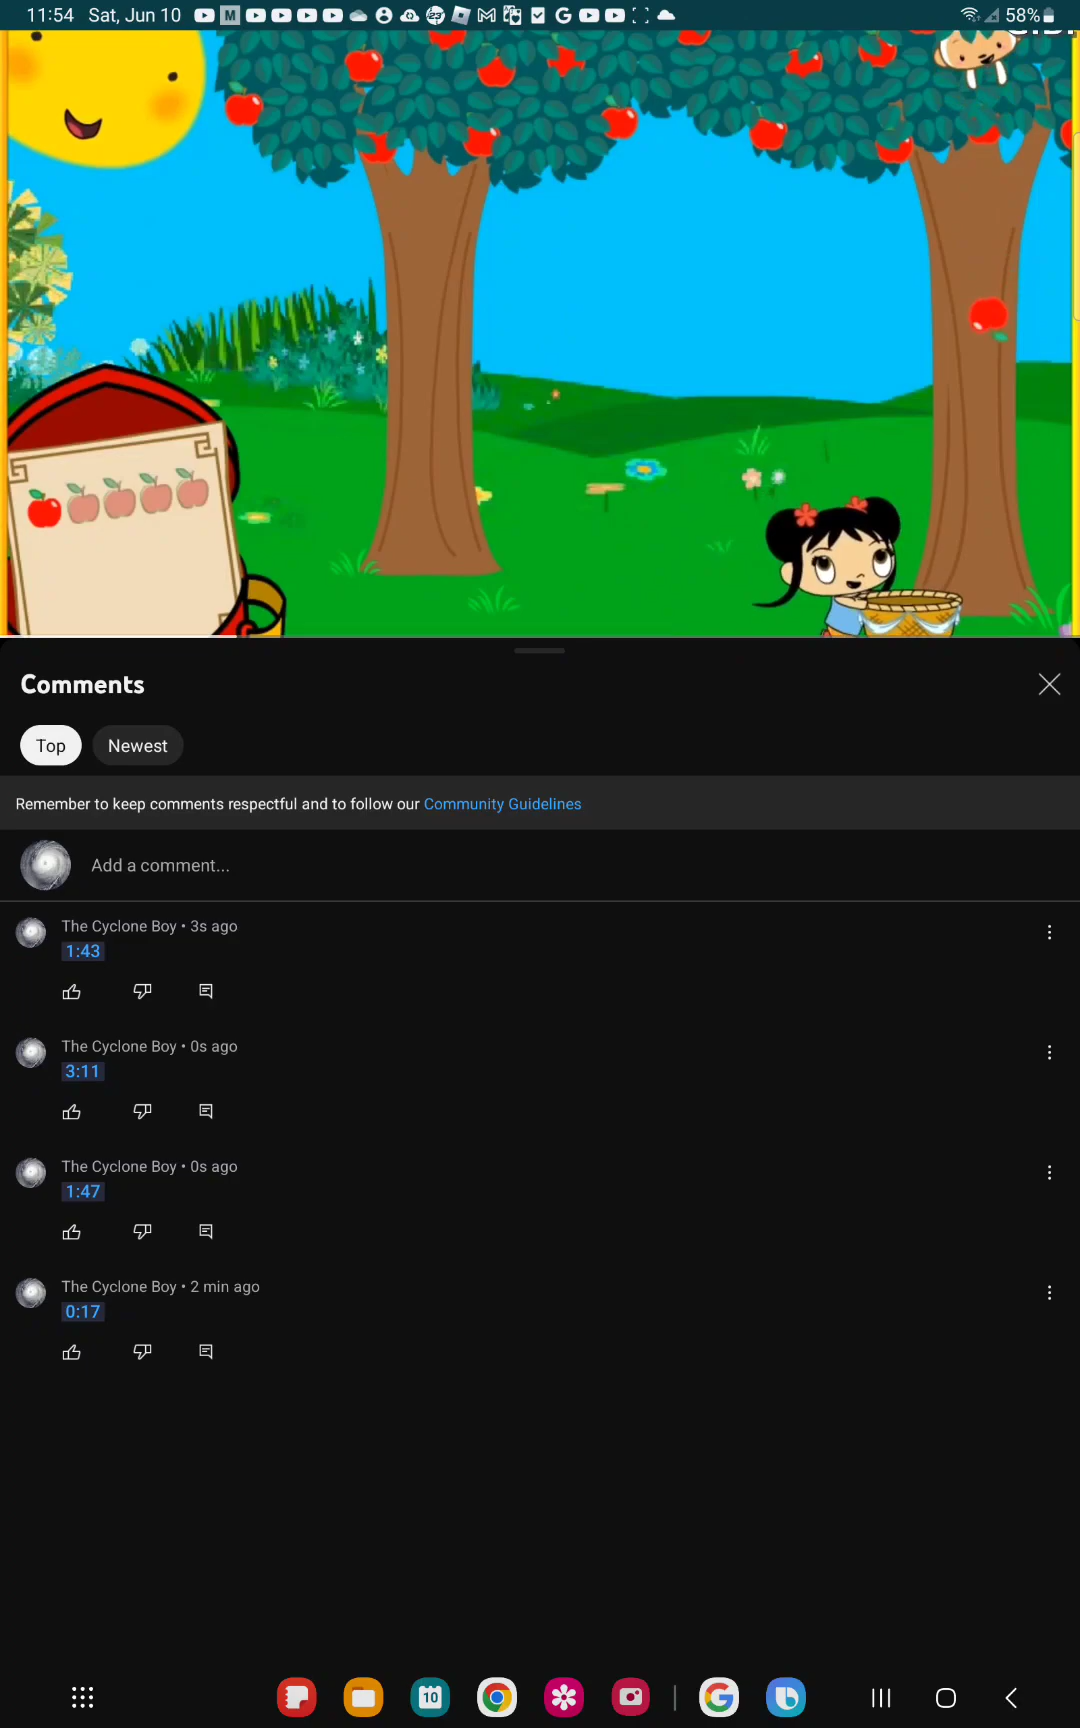 11:54 Sat, Jun 10 M 23 G 58%
Comments
Top Newest
Remember to keep comments respectful and to follow our Community Guidelines
Add a comment...
The Cyclone Boy • 3s ago
1:43
The Cyclone Boy • 0s ago
3:11
The Cyclone Boy • 0s ago
1:47
The Cyclone Boy • 2 min ago
0:17
10 G